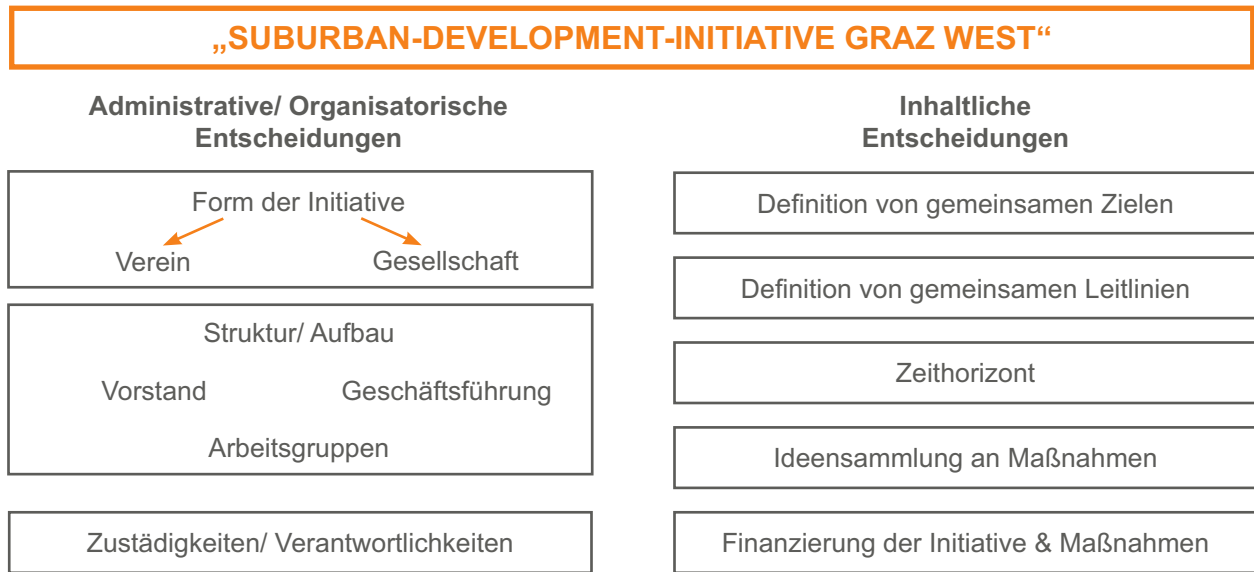 „SUBURBAN-DEVELOPMENT-INITIATIVE GRAZ WEST“
Administrative/ Organisatorische
Entscheidungen
Form der Initiative
Verein
Gesellschaft
Struktur/ Aufbau
Vorstand
Geschäftsführung
Arbeitsgruppen
Zustädigkeiten/ Verantwortlichkeiten
Inhaltliche
Entscheidungen
Definition von gemeinsamen Zielen
Definition von gemeinsamen Leitlinien
Zeithorizont
Ideensammlung an Maßnahmen
Finanzierung der Initiative & Maßnahmen